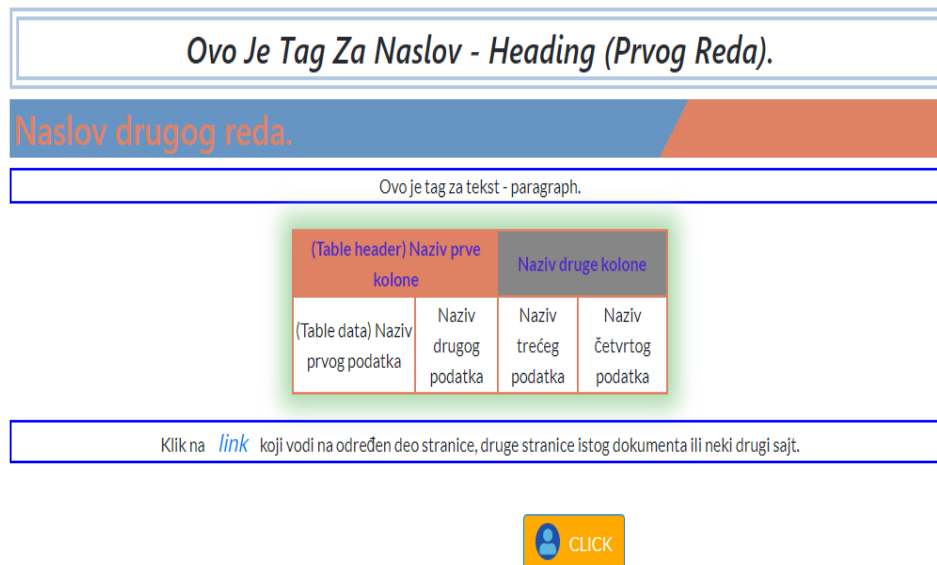 Ovo Je Tag Za Naslov - Heading (Prvog Reda).
Naslov drugog reda.
Ovo je tag za tekst - paragraph.
(Table header) Naziv prve
kolone
Naziv druge kolone
(Table data) Naziv
prvog podatka
Naziv
drugog
podatka
Naziv
trećeg
podatka
Naziv
četvrtog
podatka
Klik na link koji vodi na određen deo stranice, druge stranice istog dokumenta ili neki drugi sajt.
CLICK